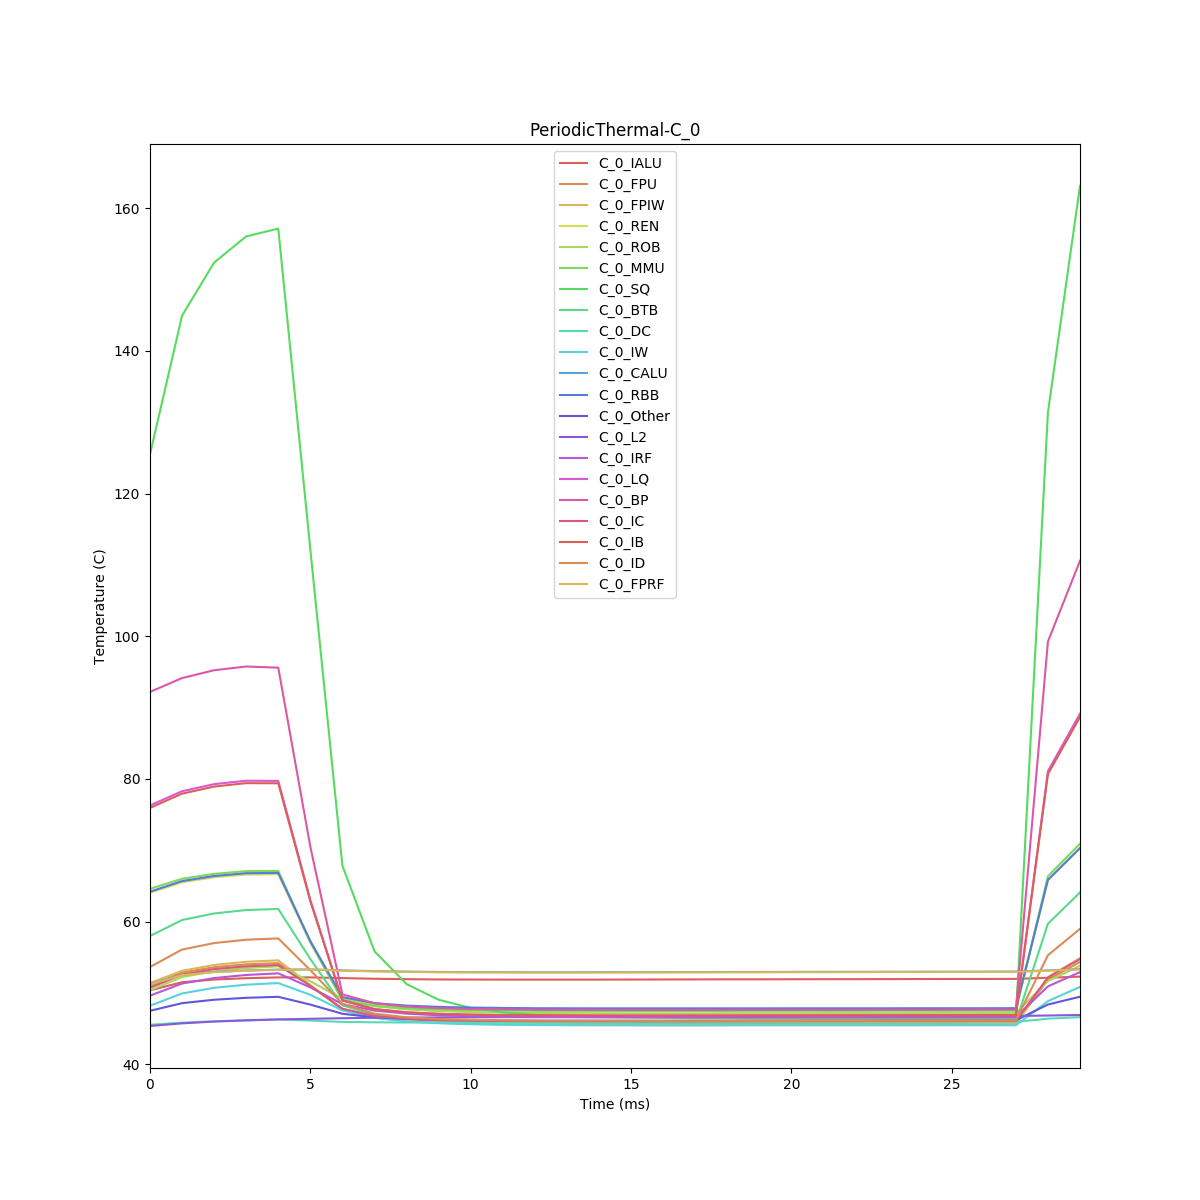 PeriodicThermal-C_0
C_0_IALU
C_0_FPU
C_0_FPIW
C_0_REN
C_0_ROB
C_0_MMU
C_0_SQ
C_0_BTB
C_0_DC
C_0_IW
C_0_CALU
C_0_RBB
C_0_Other
C_0_L2
C_0_IRF
C_0_LQ
C_0_BP
C_0_IC
C_0_IB
C_0_ID
C_0_FPRF
Temperature (C)
160
140
120
100
80
60
40
0 5 10 15 20 25
Time (ms)